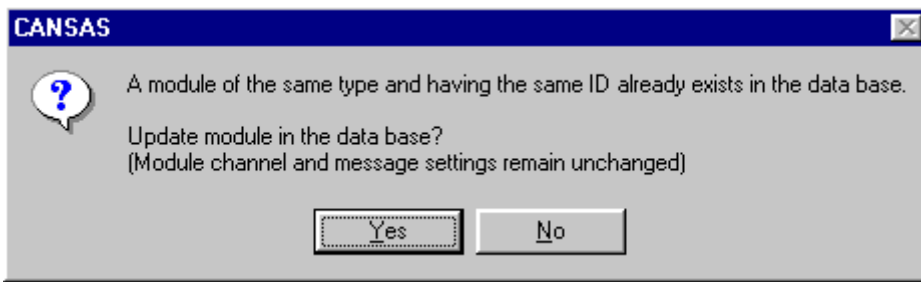 CANSAS
A module of the same type and having the same ID already exists in the data base.
Update module in the data base?
(Module channel and message settings remain unchanged)
Yes
No